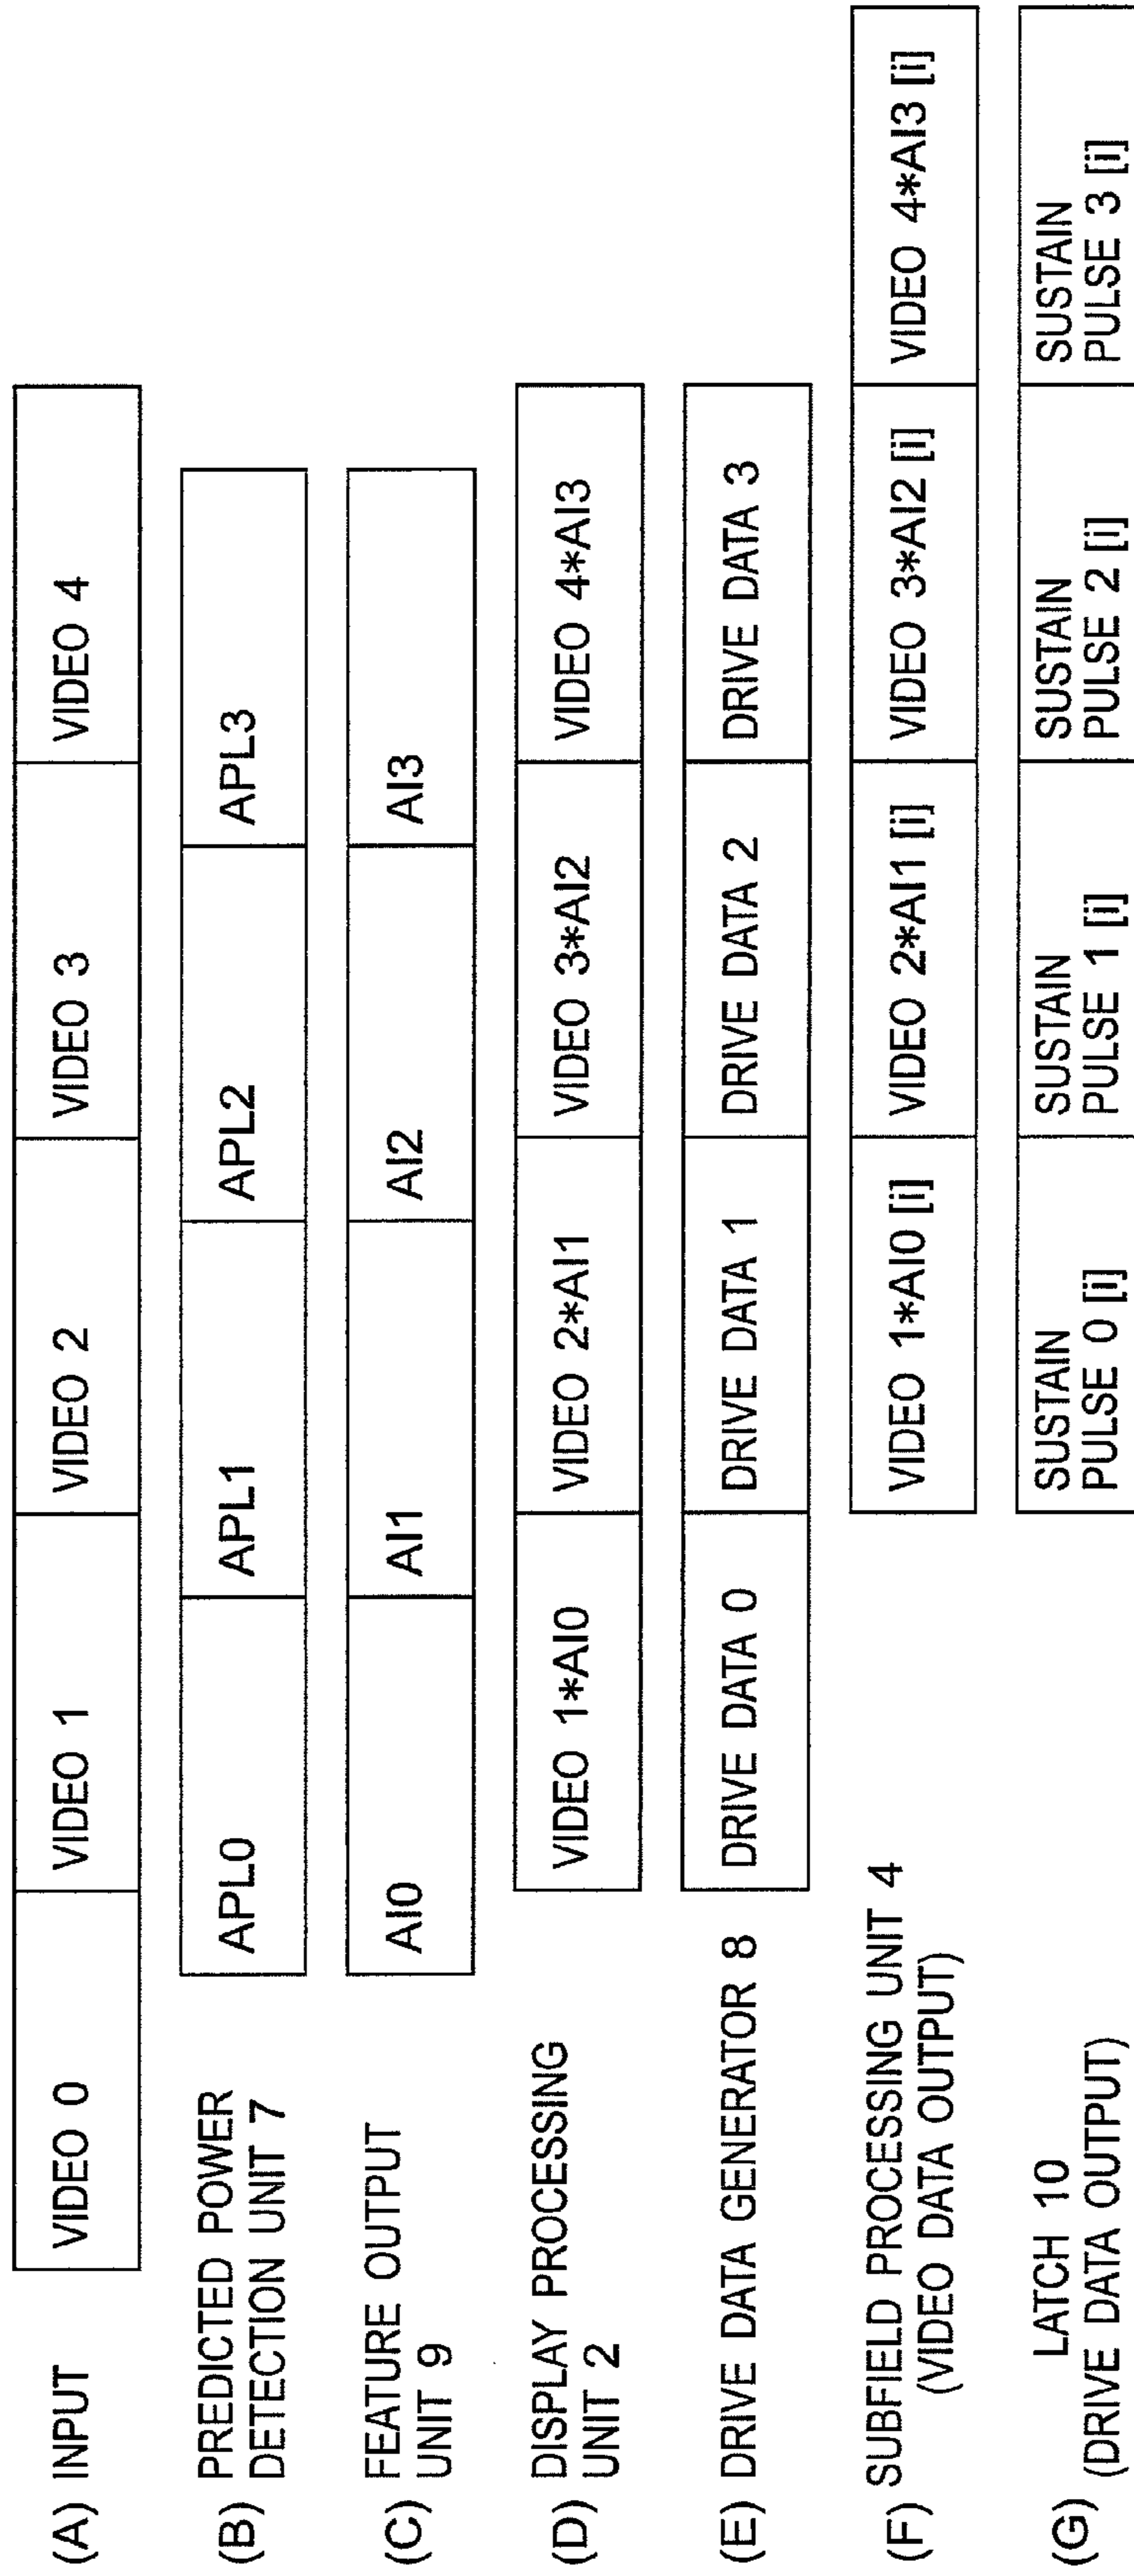 (A) INPUT
VIDEO 0
VIDEO 1
VIDEO 2
VIDEO 3
VIDEO 4
(B) PREDICTED POWER
DETECTION UNIT 7
APL0
APL1
APL2
APL3
(C) FEATURE OUTPUT
UNIT 9
AI0
AI1
AI2
AI3
(D) DISPLAY PROCESSING
UNIT 2
VIDEO 1*AI0
VIDEO 2*AI1
VIDEO 3*AI2
VIDEO 4*AI3
(E) DRIVE DATA GENERATOR 8
DRIVE DATA 0
DRIVE DATA 1
DRIVE DATA 2
DRIVE DATA 3
(F) SUBFIELD PROCESSING UNIT 4
(VIDEO DATA OUTPUT)
VIDEO 1*AI0 [i]
VIDEO 2*AI1 [i]
VIDEO 3*AI2 [i]
VIDEO 4*AI3 [i]
(G) LATCH 10
(DRIVE DATA OUTPUT)
SUSTAIN
PULSE 0 [i]
SUSTAIN
PULSE 1 [i]
SUSTAIN
PULSE 2 [i]
SUSTAIN
PULSE 3 [i]